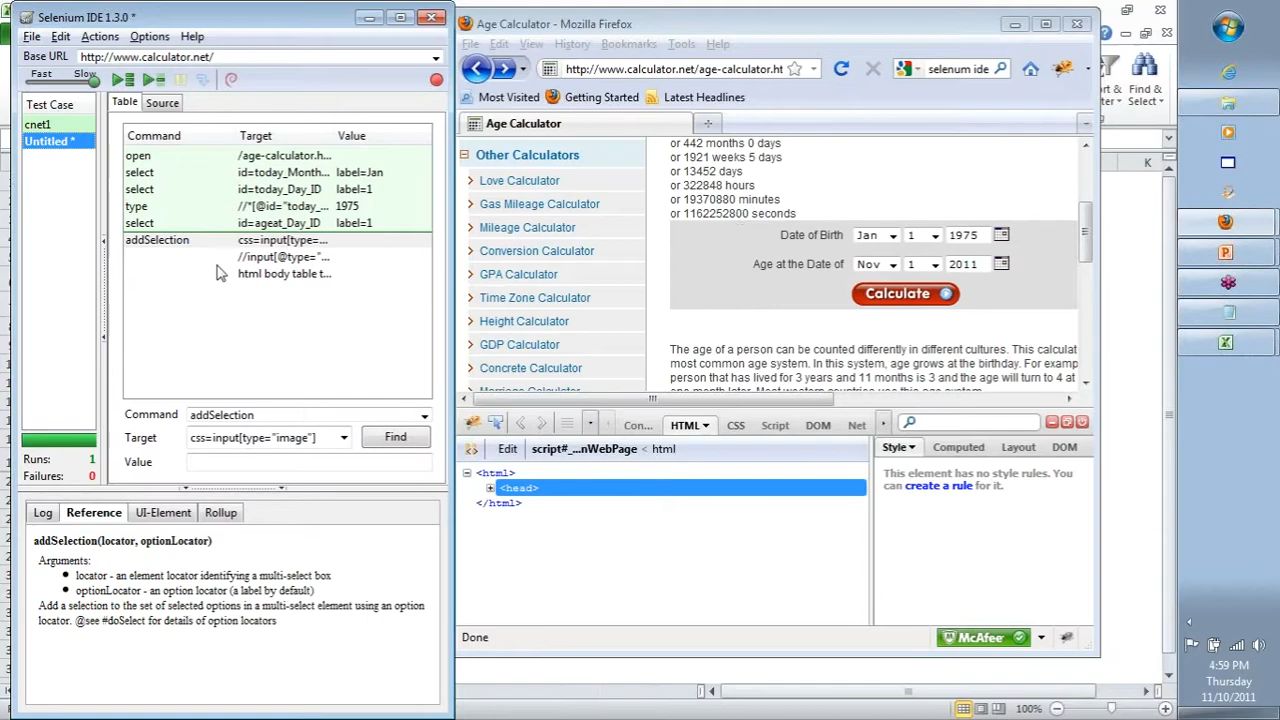 Selenium IDE 1.3.0 *
File Edit Actions Options Help
Base URL http://www.calculator.net/
Fast Slow
Test Case
cnet1
Untitled *
Table Source
Command Target Value
open /age-calculator.h...
select id=today_Month... label=Jan
select id=today_Day_ID label=1
type //*[@id="today_... 1975
select id=ageat_Day_ID label=1
addSelection css=input[type=...
//input[@type="...
html body table t...
Command addSelection
Target css=input[type="image"] Find
Value
Runs: 1
Failures: 0
Log Reference UI-Element Rollup
addSelection(locator, optionLocator)
Arguments:
locator - an element locator identifying a multi-select box
optionLocator - an option locator (a label by default)
Add a selection to the set of selected options in a multi-select element using an option
locator. @see #doSelect for details of option locators
Age Calculator - Mozilla Firefox
File Edit View History Bookmarks Tools Help
http://www.calculator.net/age-calculator.ht
selenium ide
Most Visited Getting Started Latest Headlines
Age Calculator
Other Calculators
Love Calculator
Gas Mileage Calculator
Mileage Calculator
Conversion Calculator
GPA Calculator
Time Zone Calculator
Height Calculator
GDP Calculator
Concrete Calculator
or 442 months 0 days
or 1921 weeks 5 days
or 13452 days
or 322848 hours
or 19370880 minutes
or 1162252800 seconds
Date of Birth Jan 1 1975
Age at the Date of Nov 1 2011
Calculate
The age of a person can be counted differently in different cultures. This calculat
most common age system. In this system, age grows at the birthday. For examp
person that has lived for 3 years and 11 months is 3 and the age will turn to 4 at
Con... HTML CSS Script DOM Net
Edit script#_...nWebPage < html
<html>
<head>
</html>
Style Computed Layout DOM
This element has no style rules. You
can create a rule for it.
Done
McAfee
Find &
Select
K
100%
4:59 PM
Thursday
11/10/2011